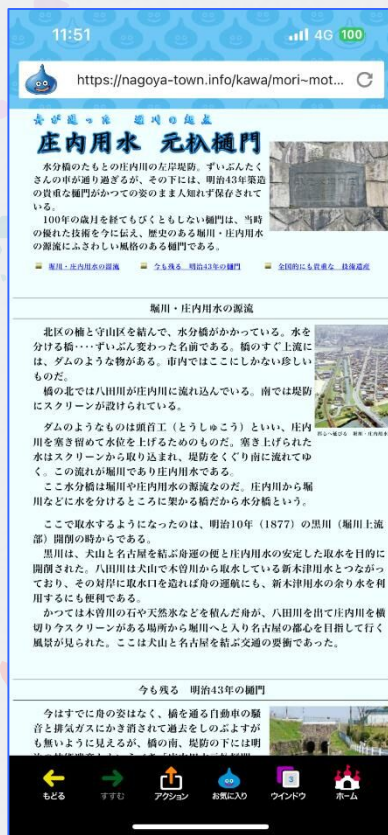 11:51
4G 100
https://nagoya-town.info/kawa/mori~mot...
舟が通った 堀川の起点
庄内用水 元杁樋門
水分橋のたもとの庄内川の左岸堤防。ずいぶんたく
さんの車が通り過ぎるが、その下には、明治43年築造
の貴重な樋門がかつての姿のまま人知れず保存されて
いる。
100年の歳月を経てもびくともしない樋門は、当時
の優れた技術を今に伝え、歴史のある堀川・庄内用水
の源流にふさわしい風格のある樋門である。
堀川・庄内用水の源流 今も残る 明治43年の樋門 全国的にも貴重な 技術遺産
堀川・庄内用水の源流
北区の楠と守山区を結んで、水分橋がかかっている。水を
分ける橋‥‥ずいぶん変わった名前である。橋のすぐ上流に
は、ダムのような物がある。市内ではここにしかない珍しい
ものだ。
橋の北では八田川が庄内川に流れ込んでいる。南では堤防
にスクリーンが設けられている。
ダムのようなものは頭首工（とうしゅこう）といい、庄内
川を塞き留めて水位を上げるためのものだ。塞き上げられた
水はスクリーンから取り込まれ、堤防をくぐり南に流れてゆ
く。この流れが堀川であり庄内用水である。
ここ水分橋は堀川や庄内用水の源流なのだ。庄内川から堀
川などに水を分けるところに架かる橋だから水分橋という。
ここで取水するようになったのは、明治10年（1877）の黒川（堀川上流
部）開削の時からである。
黒川は、犬山と名古屋を結ぶ舟運の便と庄内用水の安定した取水を目的に
開削された。八田川は犬山で木曽川から取水している新木津用水とつながっ
ており、その対岸に取水口を造れば舟の運航にも、新木津用水の余り水を利
用するにも便利である。
かつては木曽川の石や天然氷などを積んだ舟が、八田川を出て庄内川を横
切り今スクリーンがある場所から堀川へと入り名古屋の都心を目指して行く
風景が見られた。ここは犬山と名古屋を結ぶ交通の要衝であった。
今も残る 明治43年の樋門
今はすでに舟の姿はなく、橋を通る自動車の騒
音と排気ガスにかき消されて過去をしのぶよすが
も無いように見えるが、橋の南、堤防の下には明
もどる すすむ アクション お気に入り 3 ウインドウ ホーム